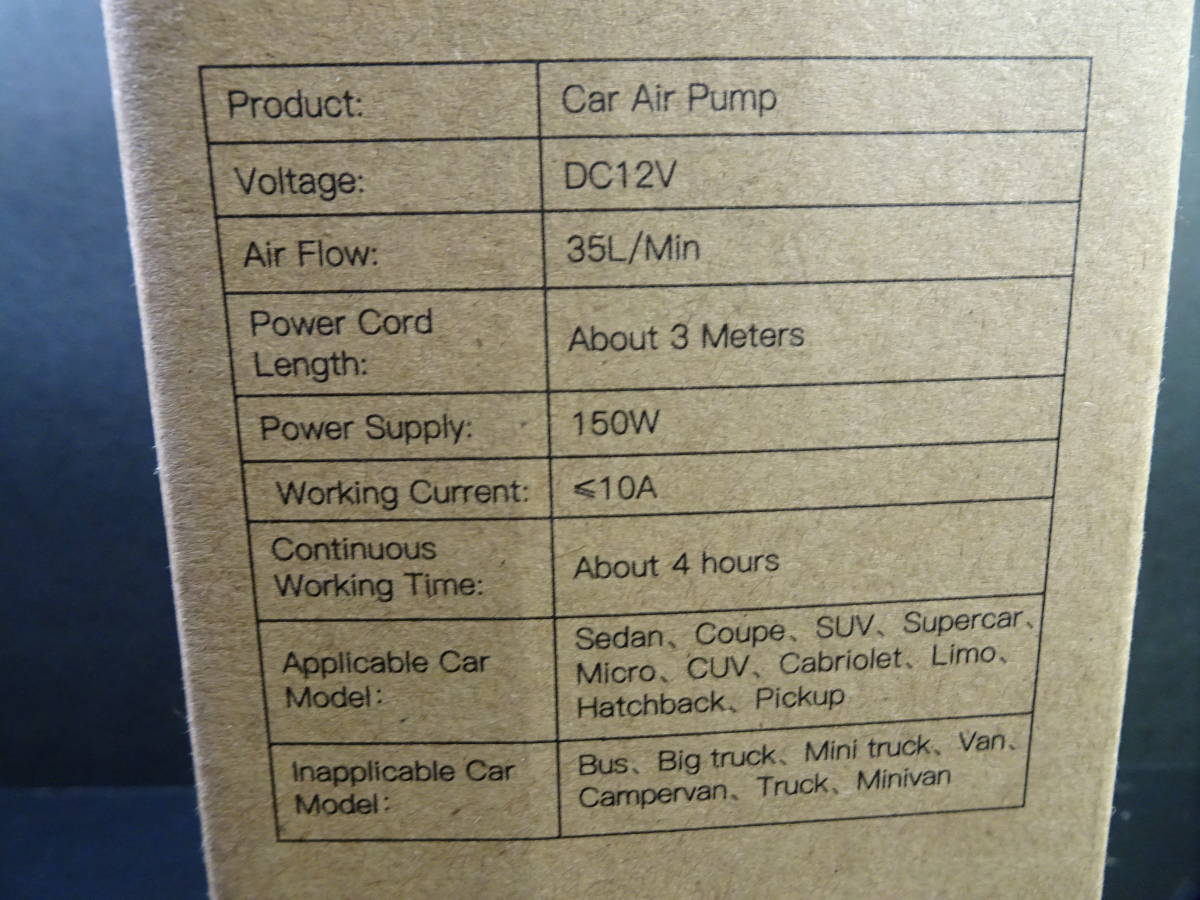 Product: Car Air Pump
Voltage: DC12V
Air Flow: 35L/Min
Power Cord
Length: About 3 Meters
Power Supply: 150W
Working Current: ⩽10A
Continuous
Working Time: About 4 hours
Applicable Car
Model:
Sedan、Coupe、SUV、Supercar、
Micro、CUV、Cabriolet、Limo、
Hatchback、Pickup
Inapplicable Car
Model:
Bus、Big truck、Mini truck、Van、
Campervan、Truck、Minivan